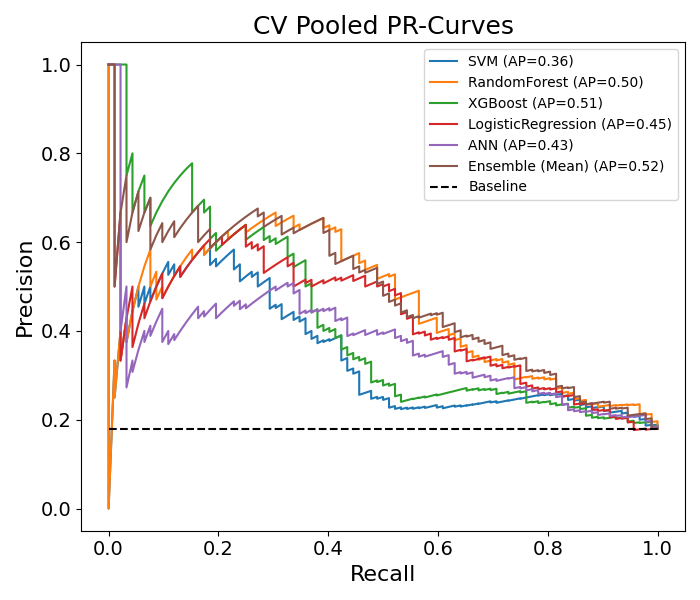 CV Pooled PR-Curves
SVM (AP=0.36)
RandomForest (AP=0.50)
XGBoost (AP=0.51)
LogisticRegression (AP=0.45)
ANN (AP=0.43)
Ensemble (Mean) (AP=0.52)
Baseline
Precision
1.0
0.8
0.6
0.4
0.2
0.0
0.0 0.2 0.4 0.6 0.8 1.0
Recall